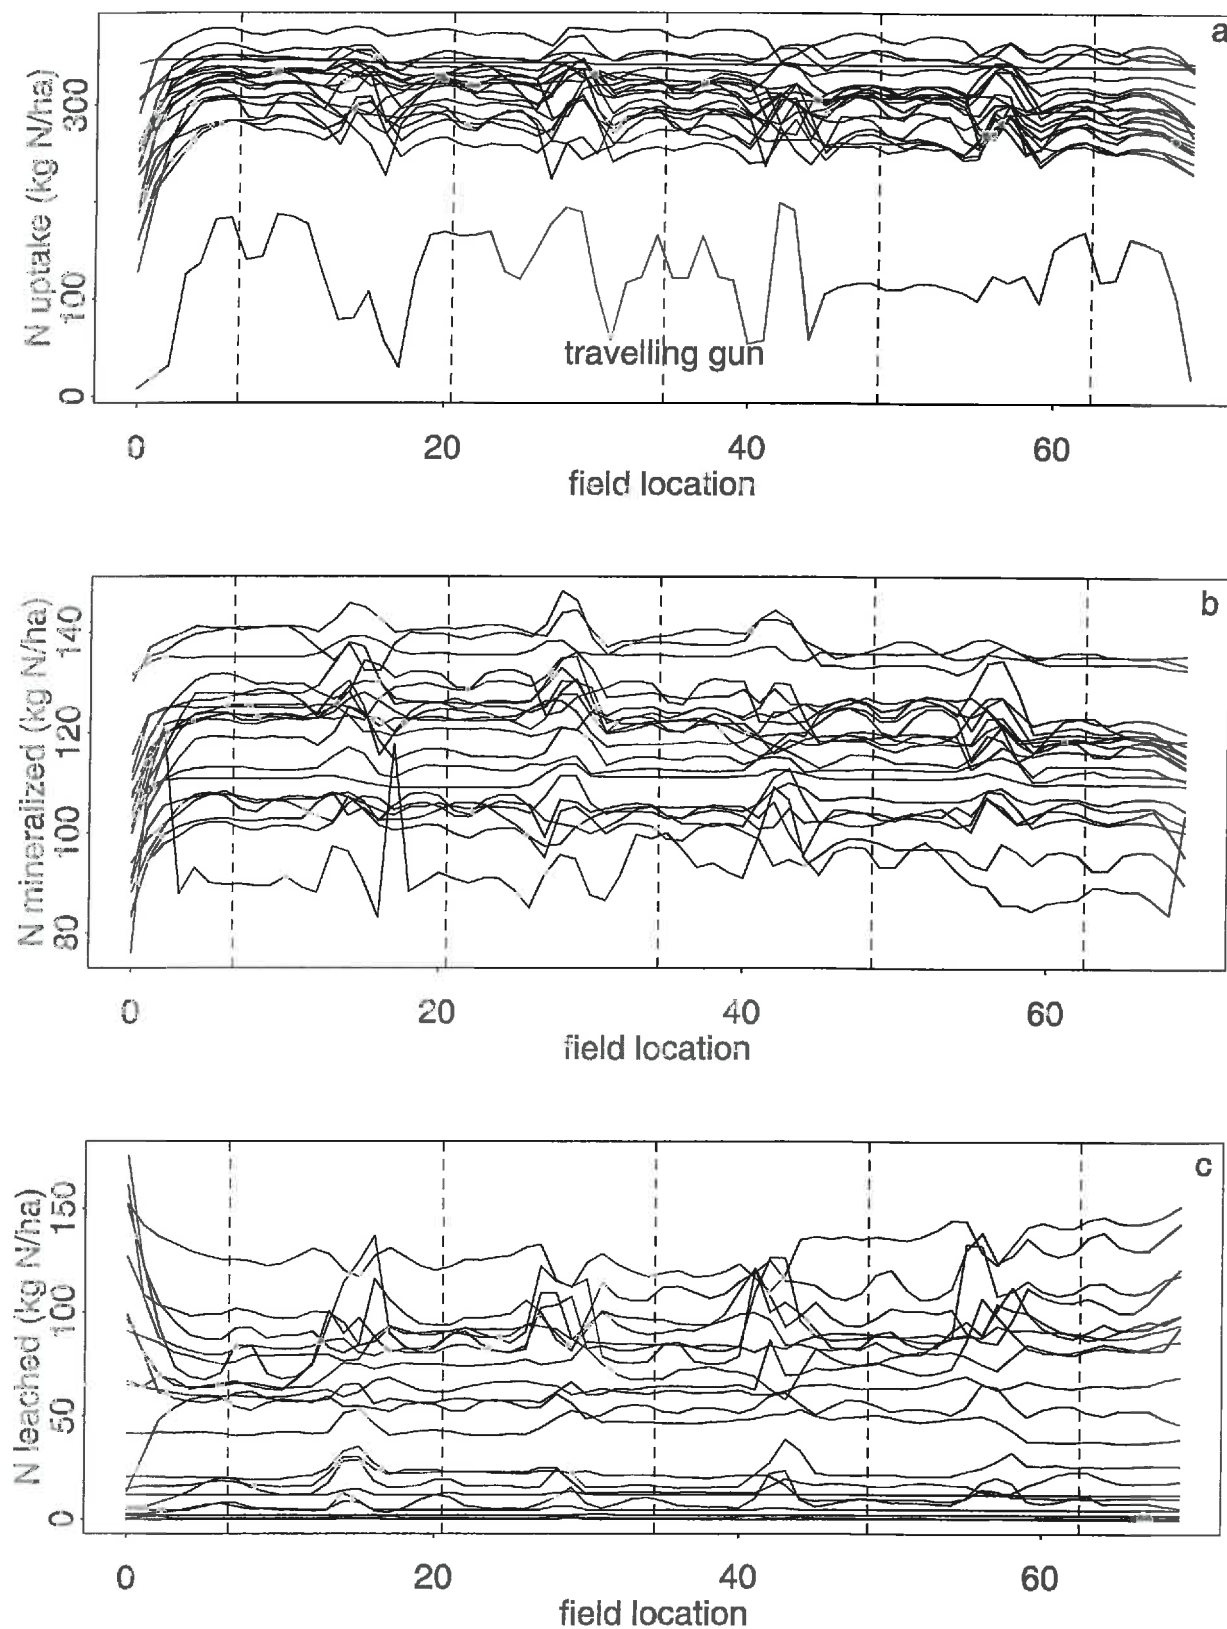 a
N uptake (kg N/ha)
300
100
0
travelling gun
0 20 40 60
field location
b
N mineralized (kg N/ha)
140
120
100
80
0 20 40 60
field location
c
N leached (kg N/ha)
150
100
50
0
0 20 40 60
field location